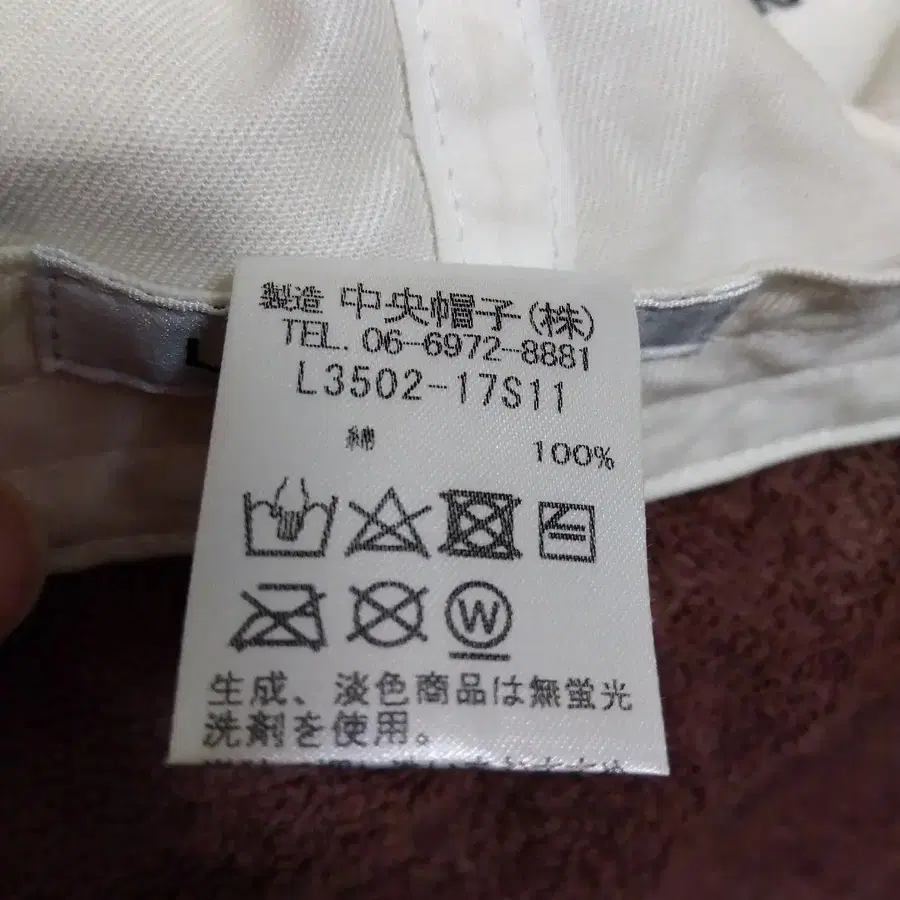 製造 中央帽子(株)
TEL. 06-6972-8881
L3502-17S11
綿 100%
W
生成、淡色商品は無蛍光
洗剤を使用。